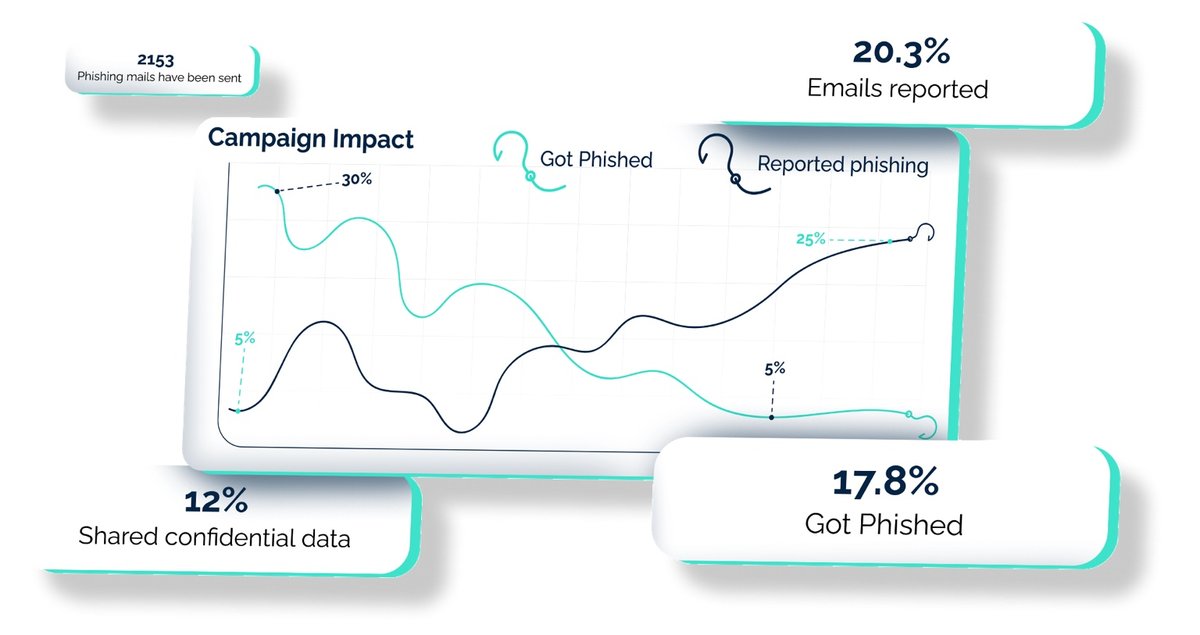 2153
Phishing mails have been sent
20.3%
Emails reported
Campaign Impact
Got Phished
Reported phishing
30%
25%
5%
5%
12%
Shared confidential data
17.8%
Got Phished